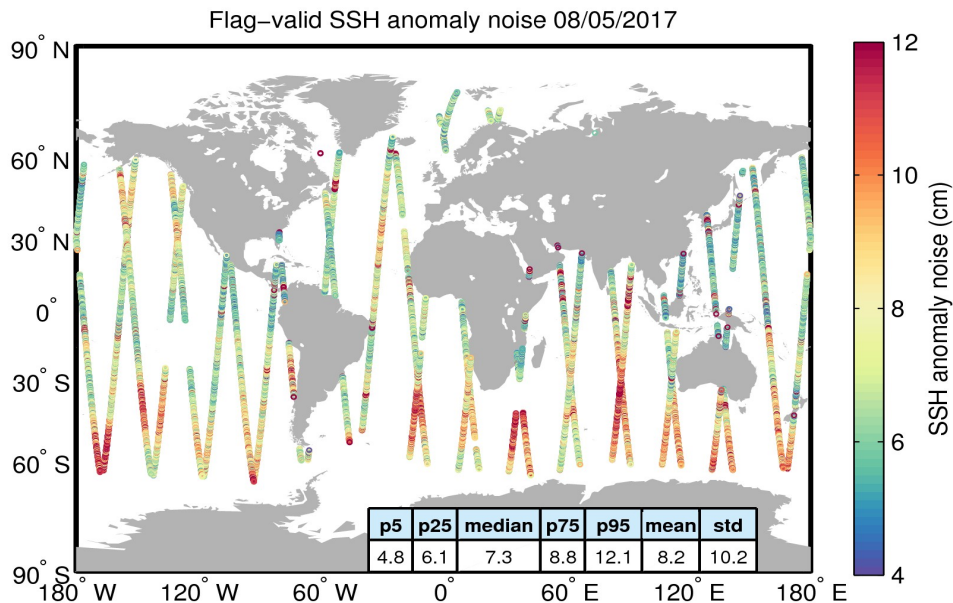 Flag−valid SSH anomaly noise 08/05/2017
90° N
60° N
30° N
0°
30° S
60° S
90° S
180° W
120° W
60° W
0°
60° E
120° E
180° E
p5 p25 median p75 p95 mean std
4.8 6.1 7.3 8.8 12.1 8.2 10.2
12
10
8
6
4
SSH anomaly noise (cm)